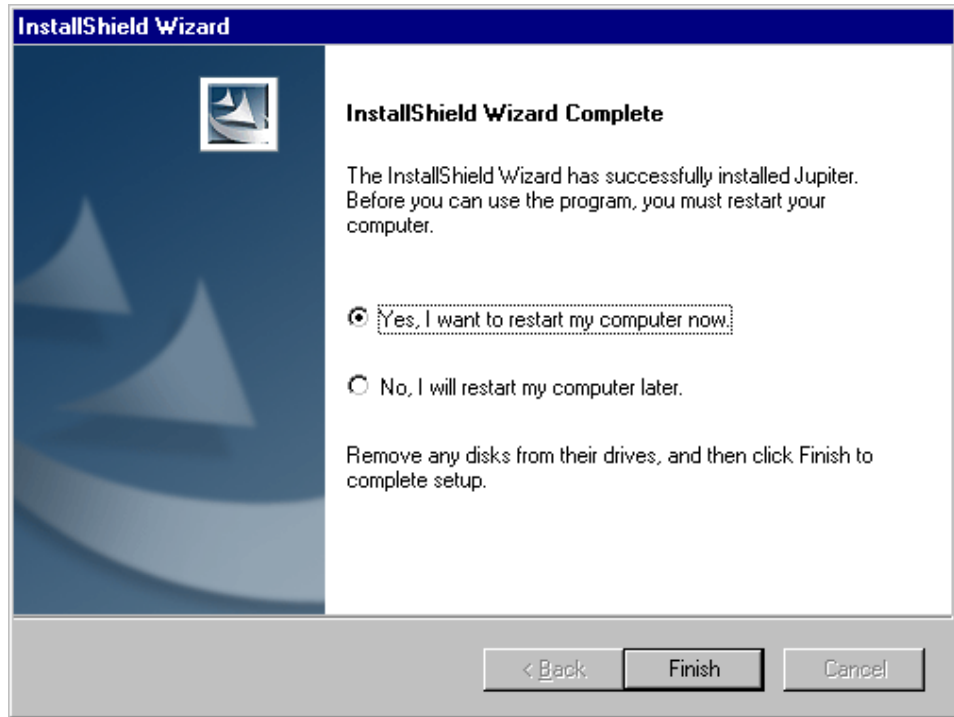 InstallShield Wizard
InstallShield Wizard Complete
The InstallShield Wizard has successfully installed Jupiter.
Before you can use the program, you must restart your
computer.
Yes, I want to restart my computer now.
No, I will restart my computer later.
Remove any disks from their drives, and then click Finish to
complete setup.
< Back Finish Cancel